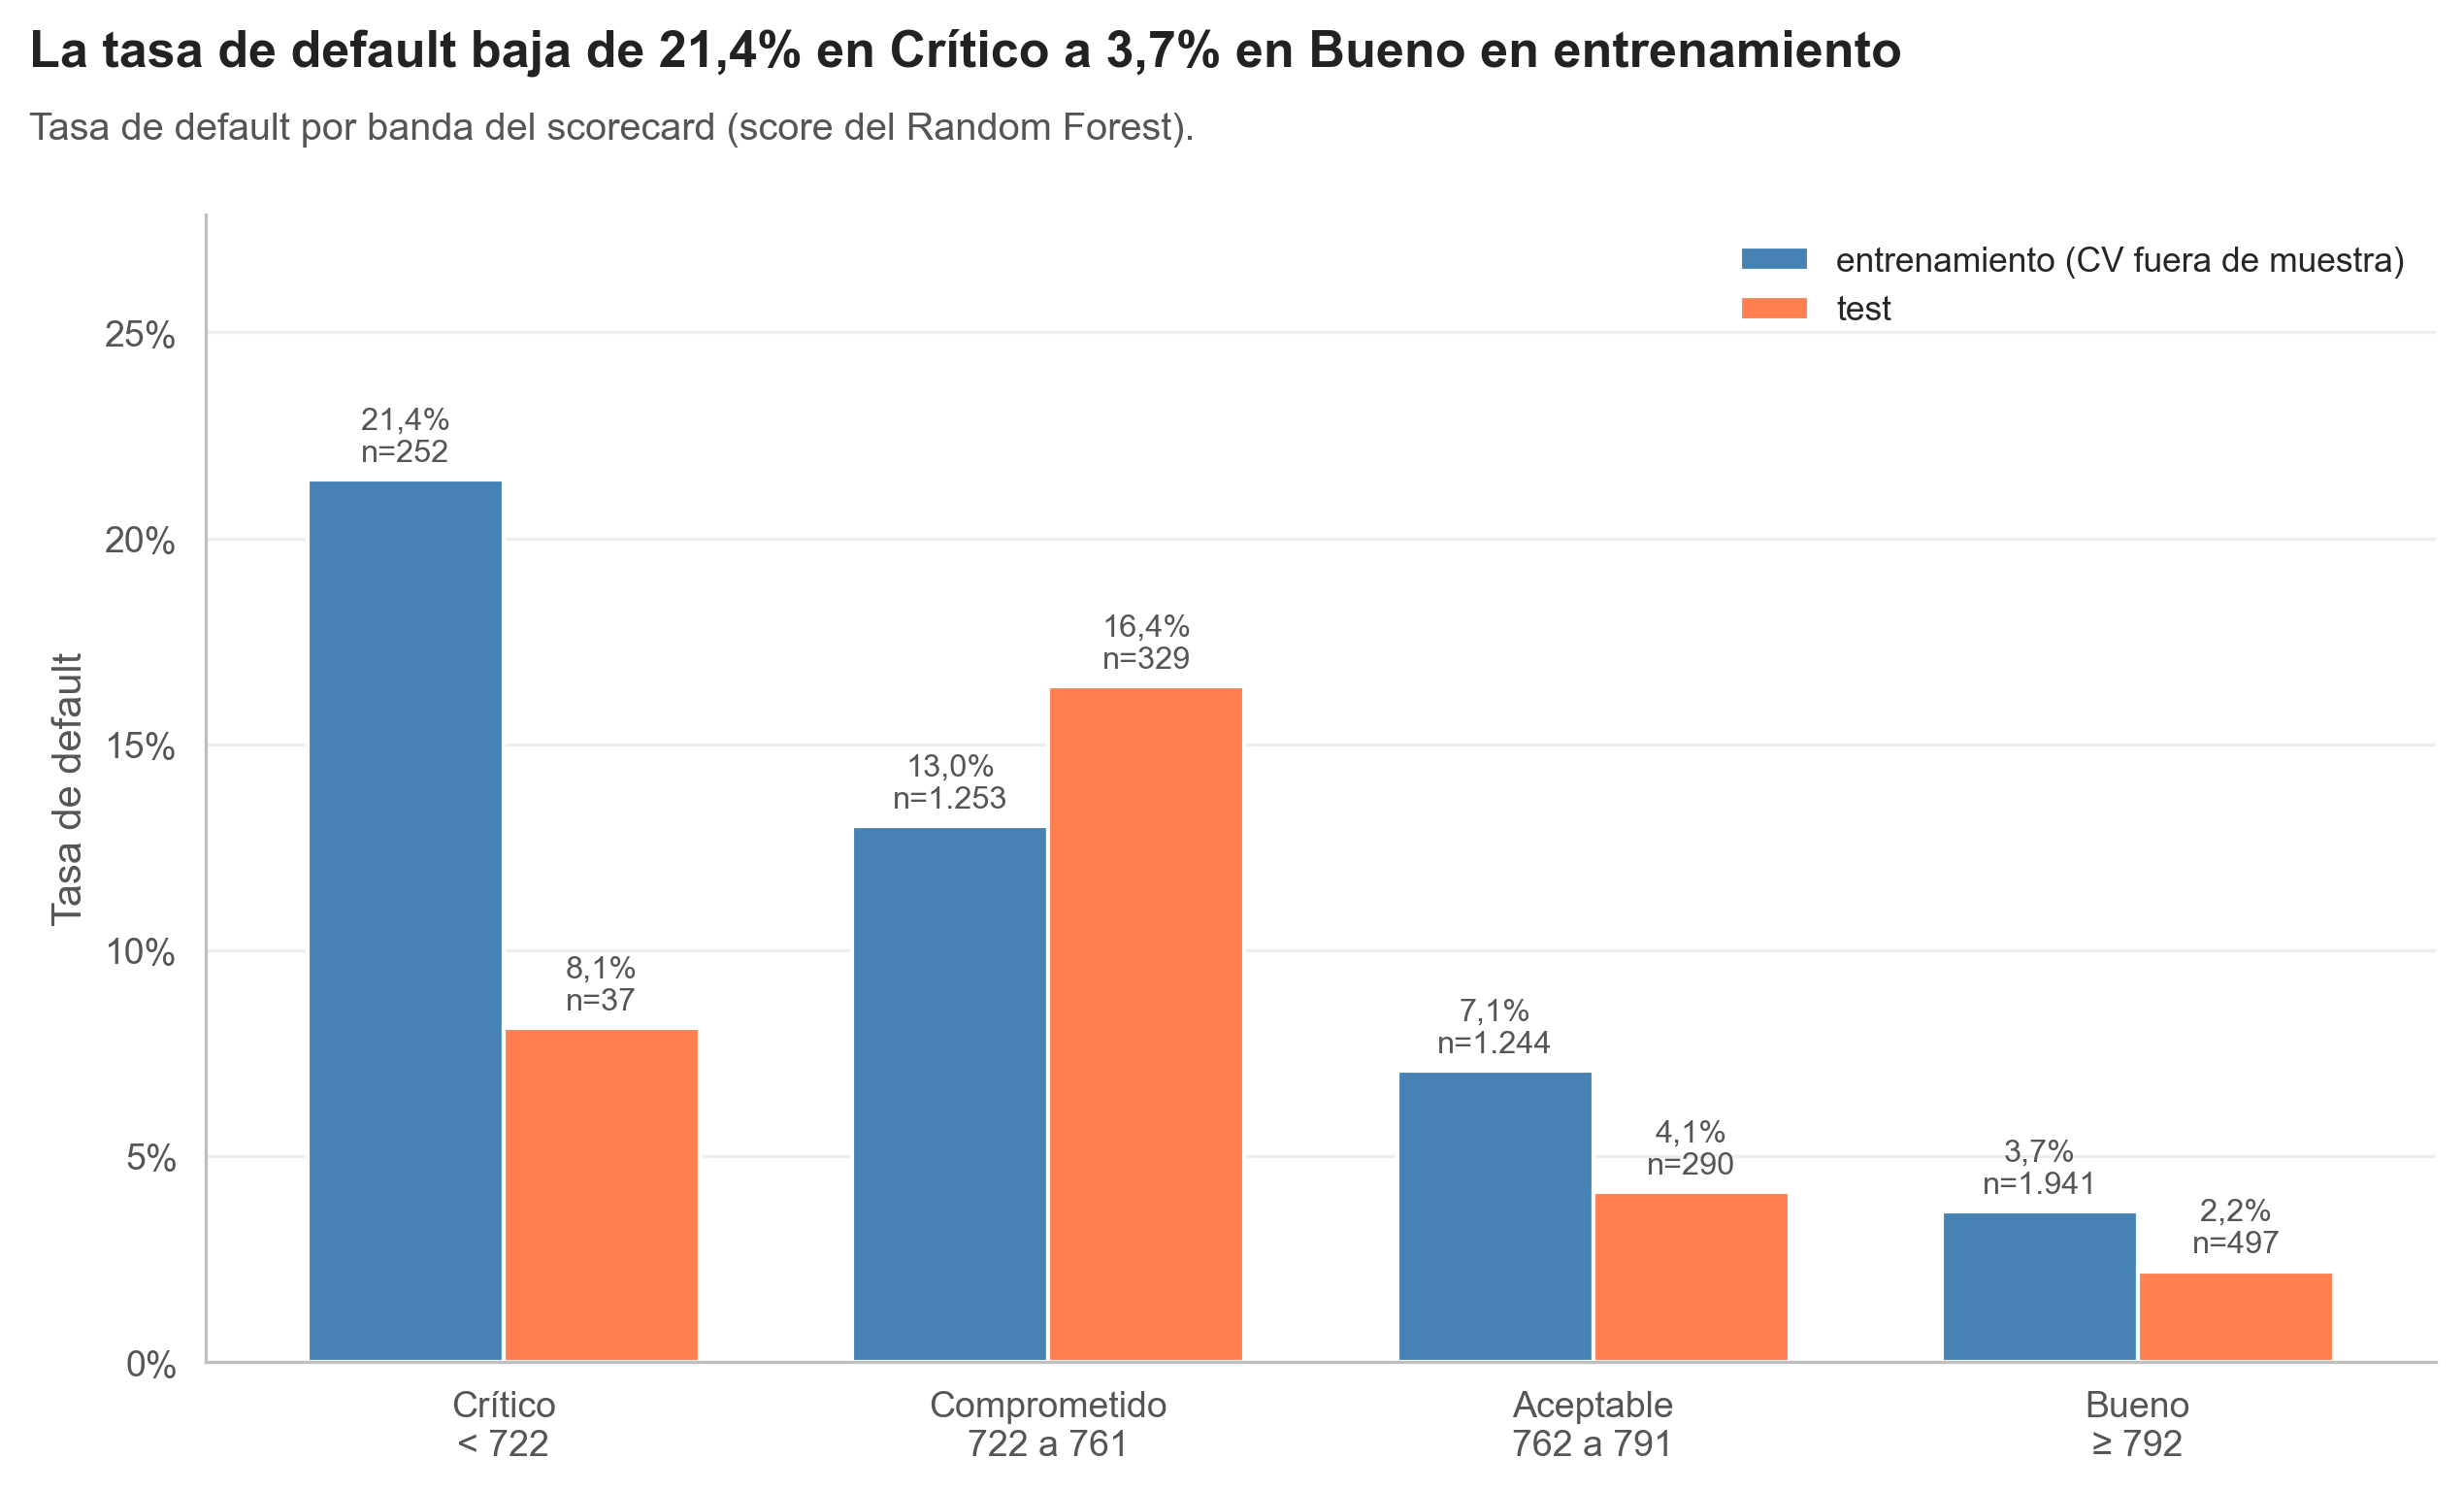 La tasa de default baja de 21,4% en Crítico a 3,7% en Bueno en entrenamiento
Tasa de default por banda del scorecard (score del Random Forest).
entrenamiento (CV fuera de muestra)
test
Tasa de default
25%
20%
15%
10%
5%
0%
21,4%
n=252
8,1%
n=37
13,0%
n=1.253
16,4%
n=329
7,1%
n=1.244
4,1%
n=290
3,7%
n=1.941
2,2%
n=497
Crítico
< 722
Comprometido
722 a 761
Aceptable
762 a 791
Bueno
≥ 792